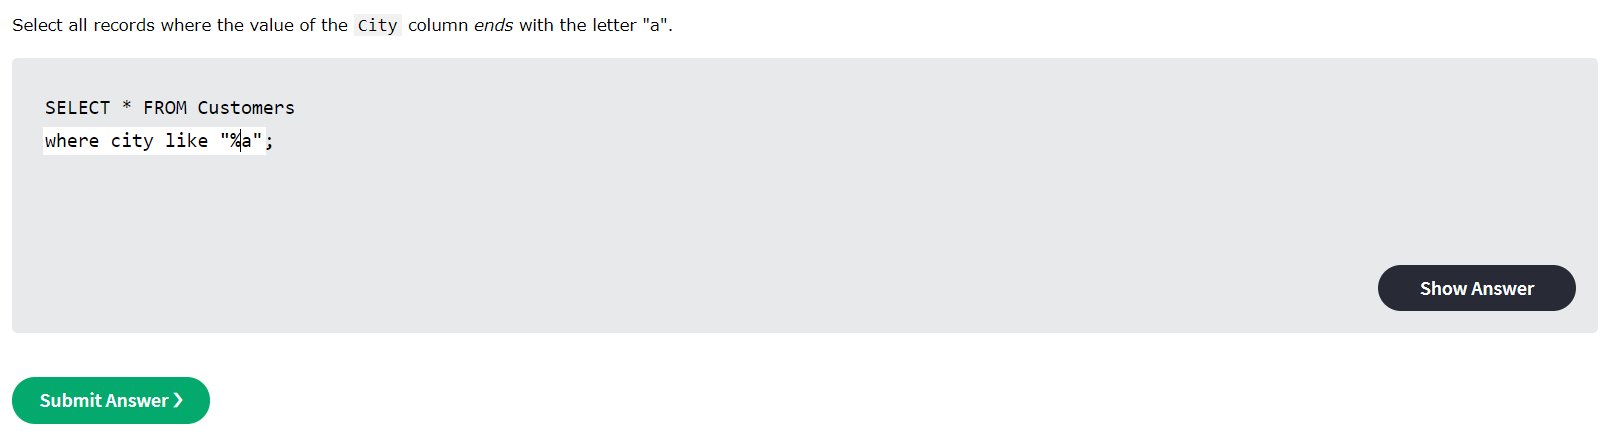 Select all records where the value of the City column ends with the letter "a".
SELECT * FROM Customers
where city like "%a";
Show Answer
Submit Answer ❯